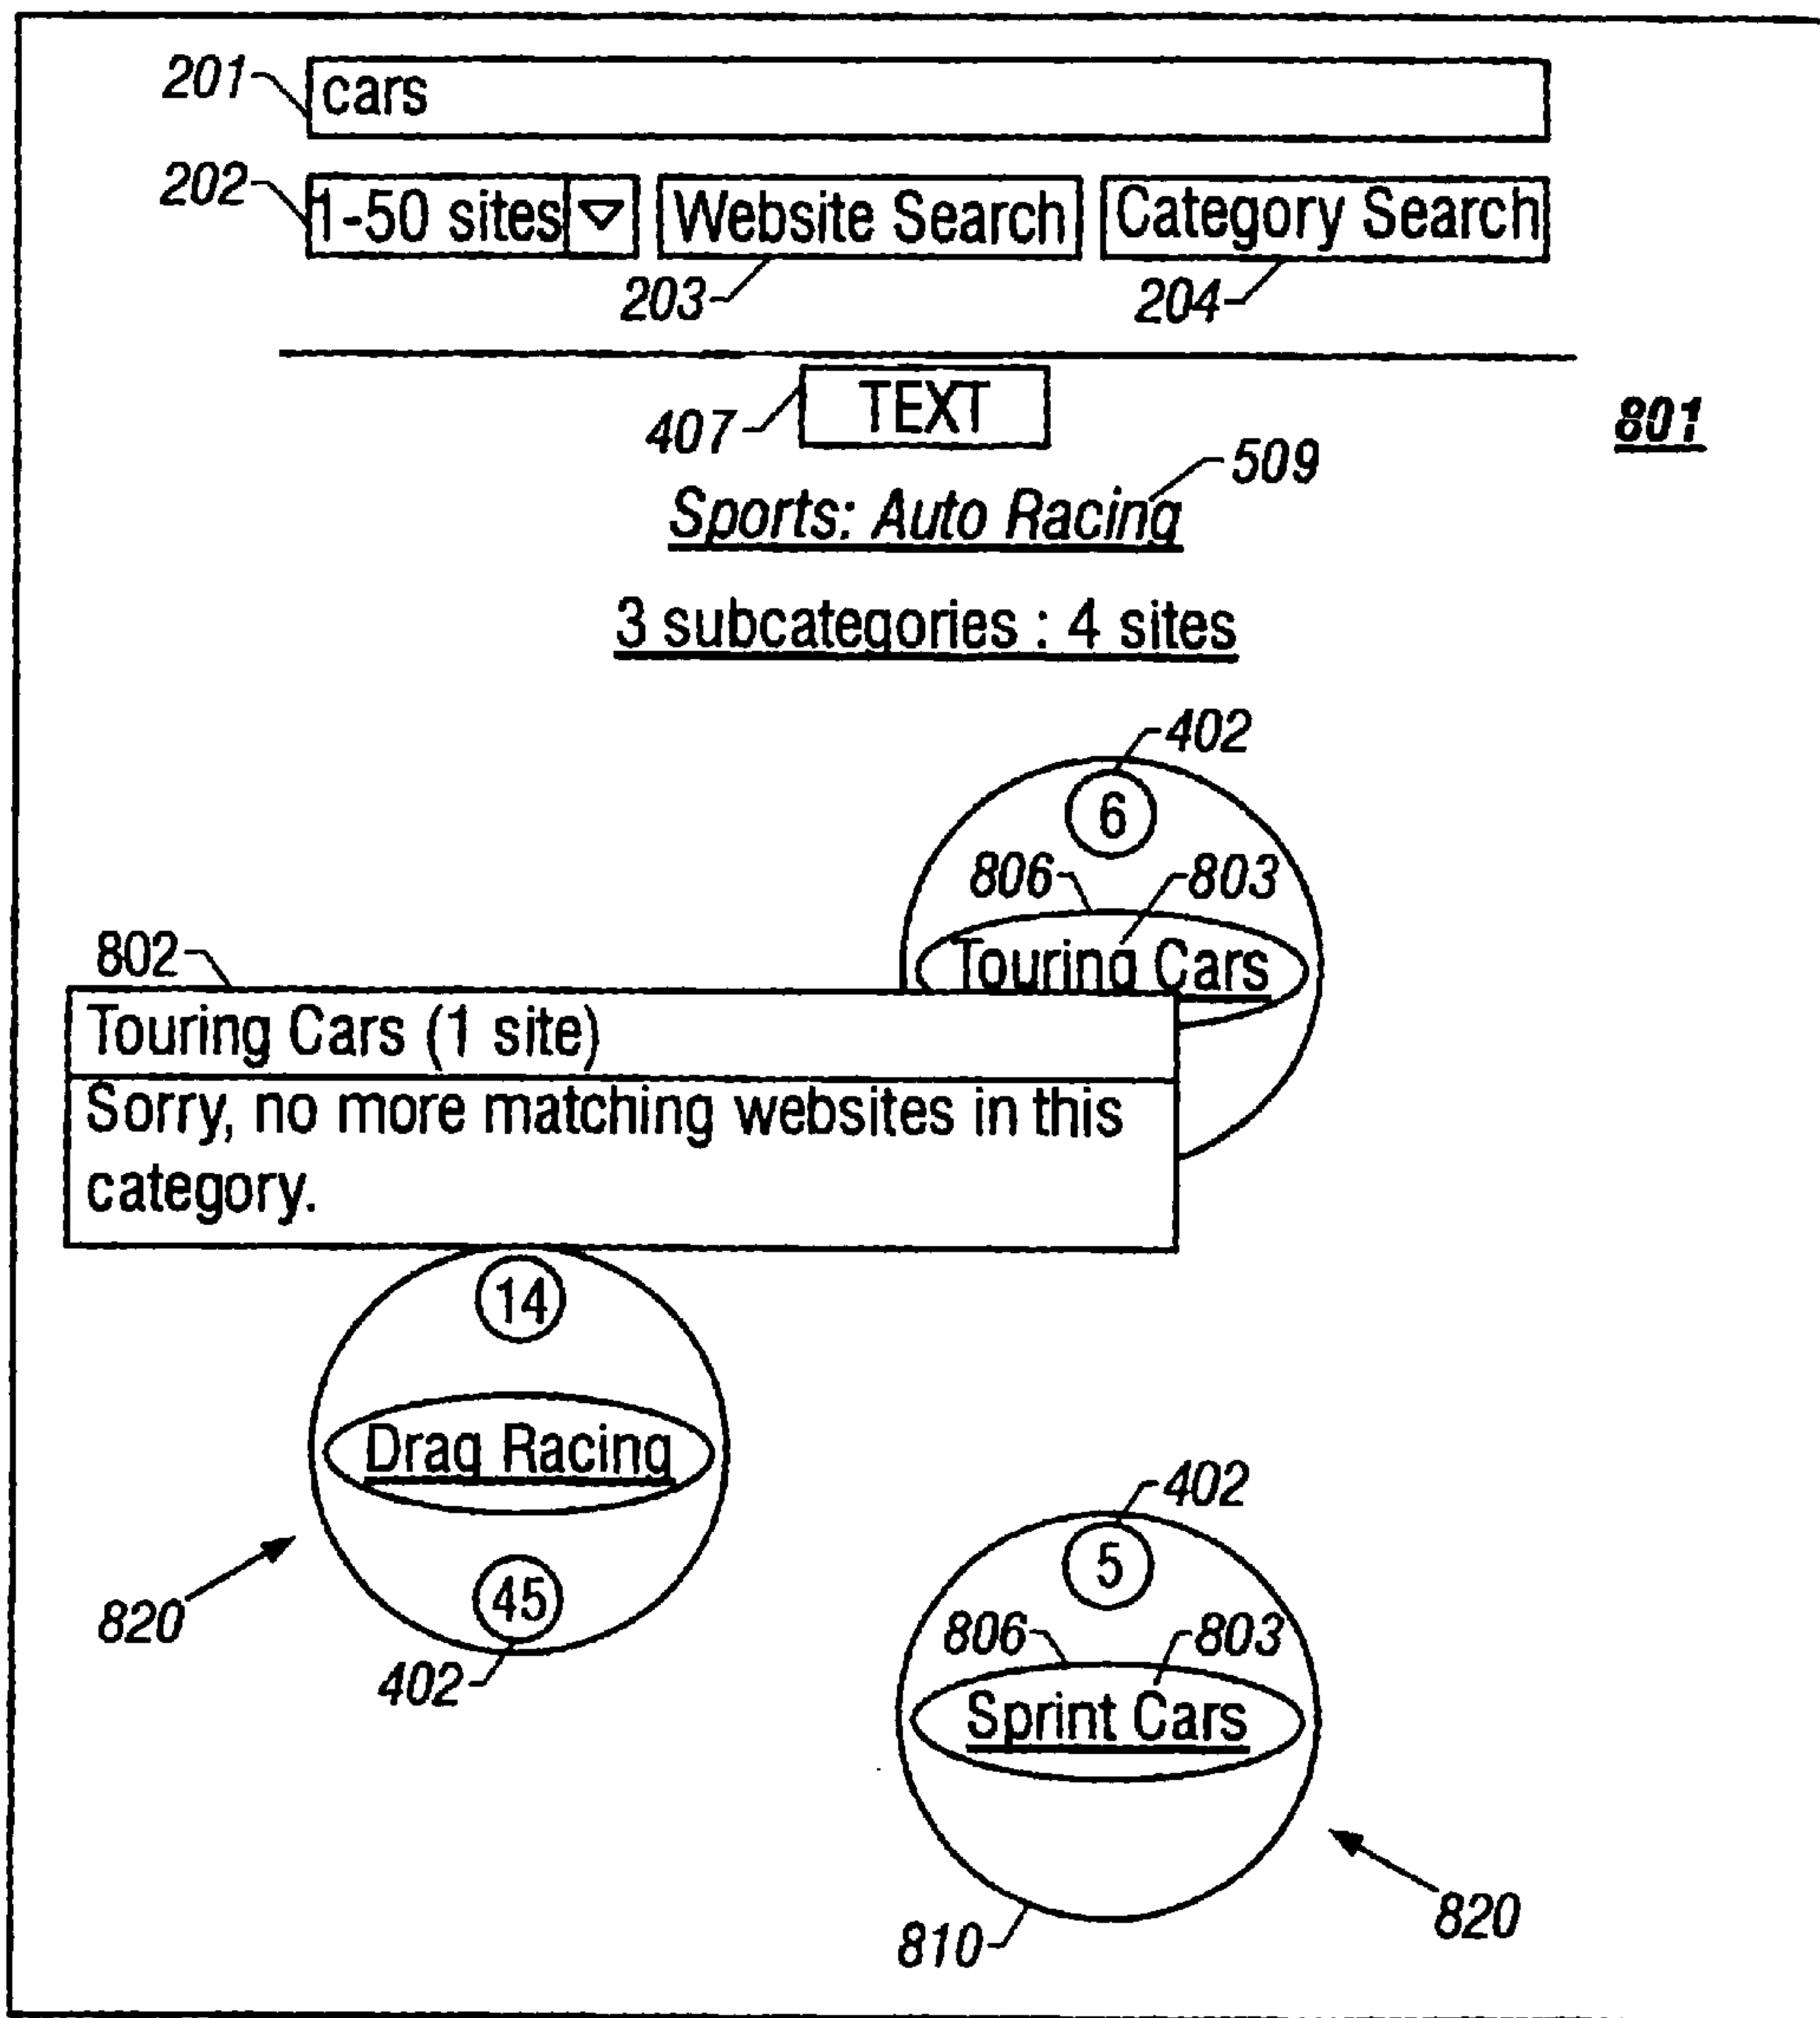 201 cars
202 1-50 sites Website Search Category Search
203 204
TEXT
407 801
509
Sports: Auto Racing
3 subcategories : 4 sites
402
6
806 803
Touring Cars
802
Touring Cars (1 site)
Sorry, no more matching websites in this
category.
14
Drag Racing
402
5
45
820
806 803
402
Sprint Cars
820
810